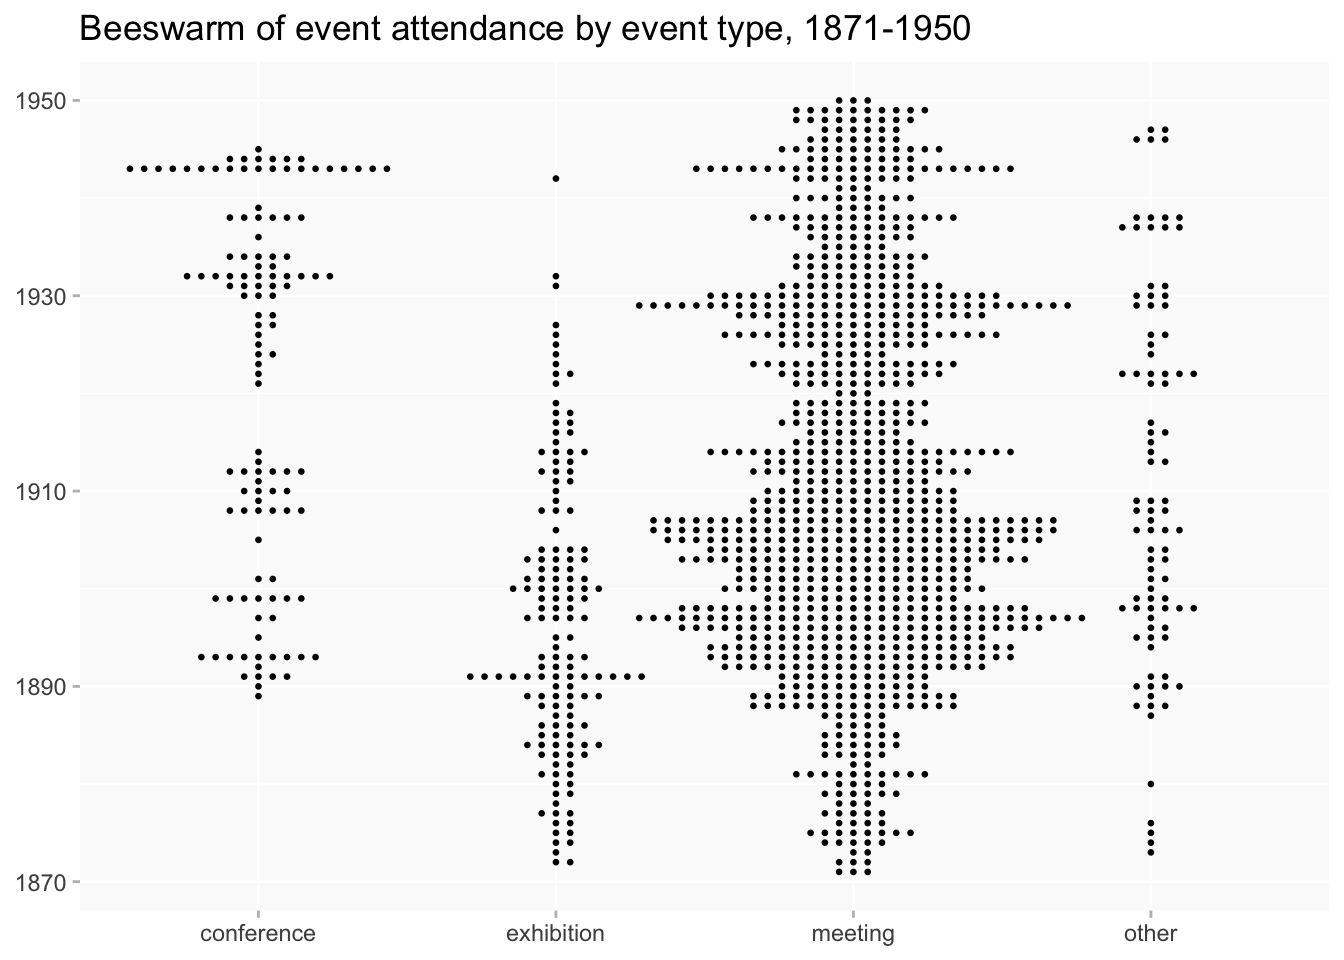 Beeswarm of event attendance by event type, 1871-1950
1950
1930
1910
1890
1870
conference exhibition meeting other